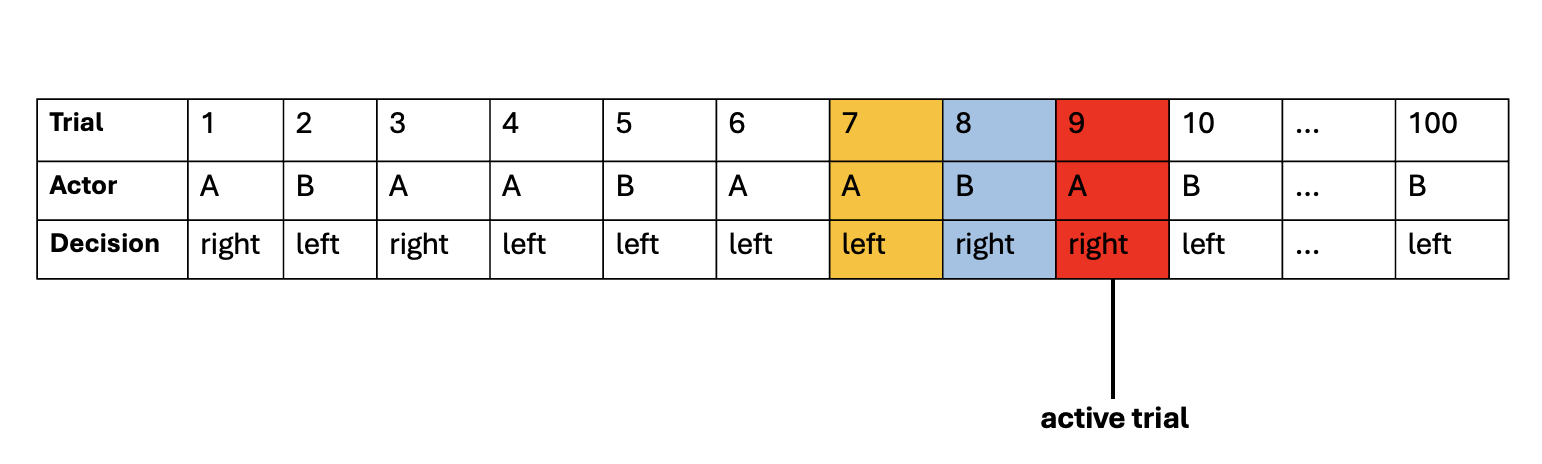 Trial 1 2 3 4 5 6 7 8 9 10 ... 100
Actor A B A A B A A B A B ... B
Decision right left right left left left left right right left ... left
active trial